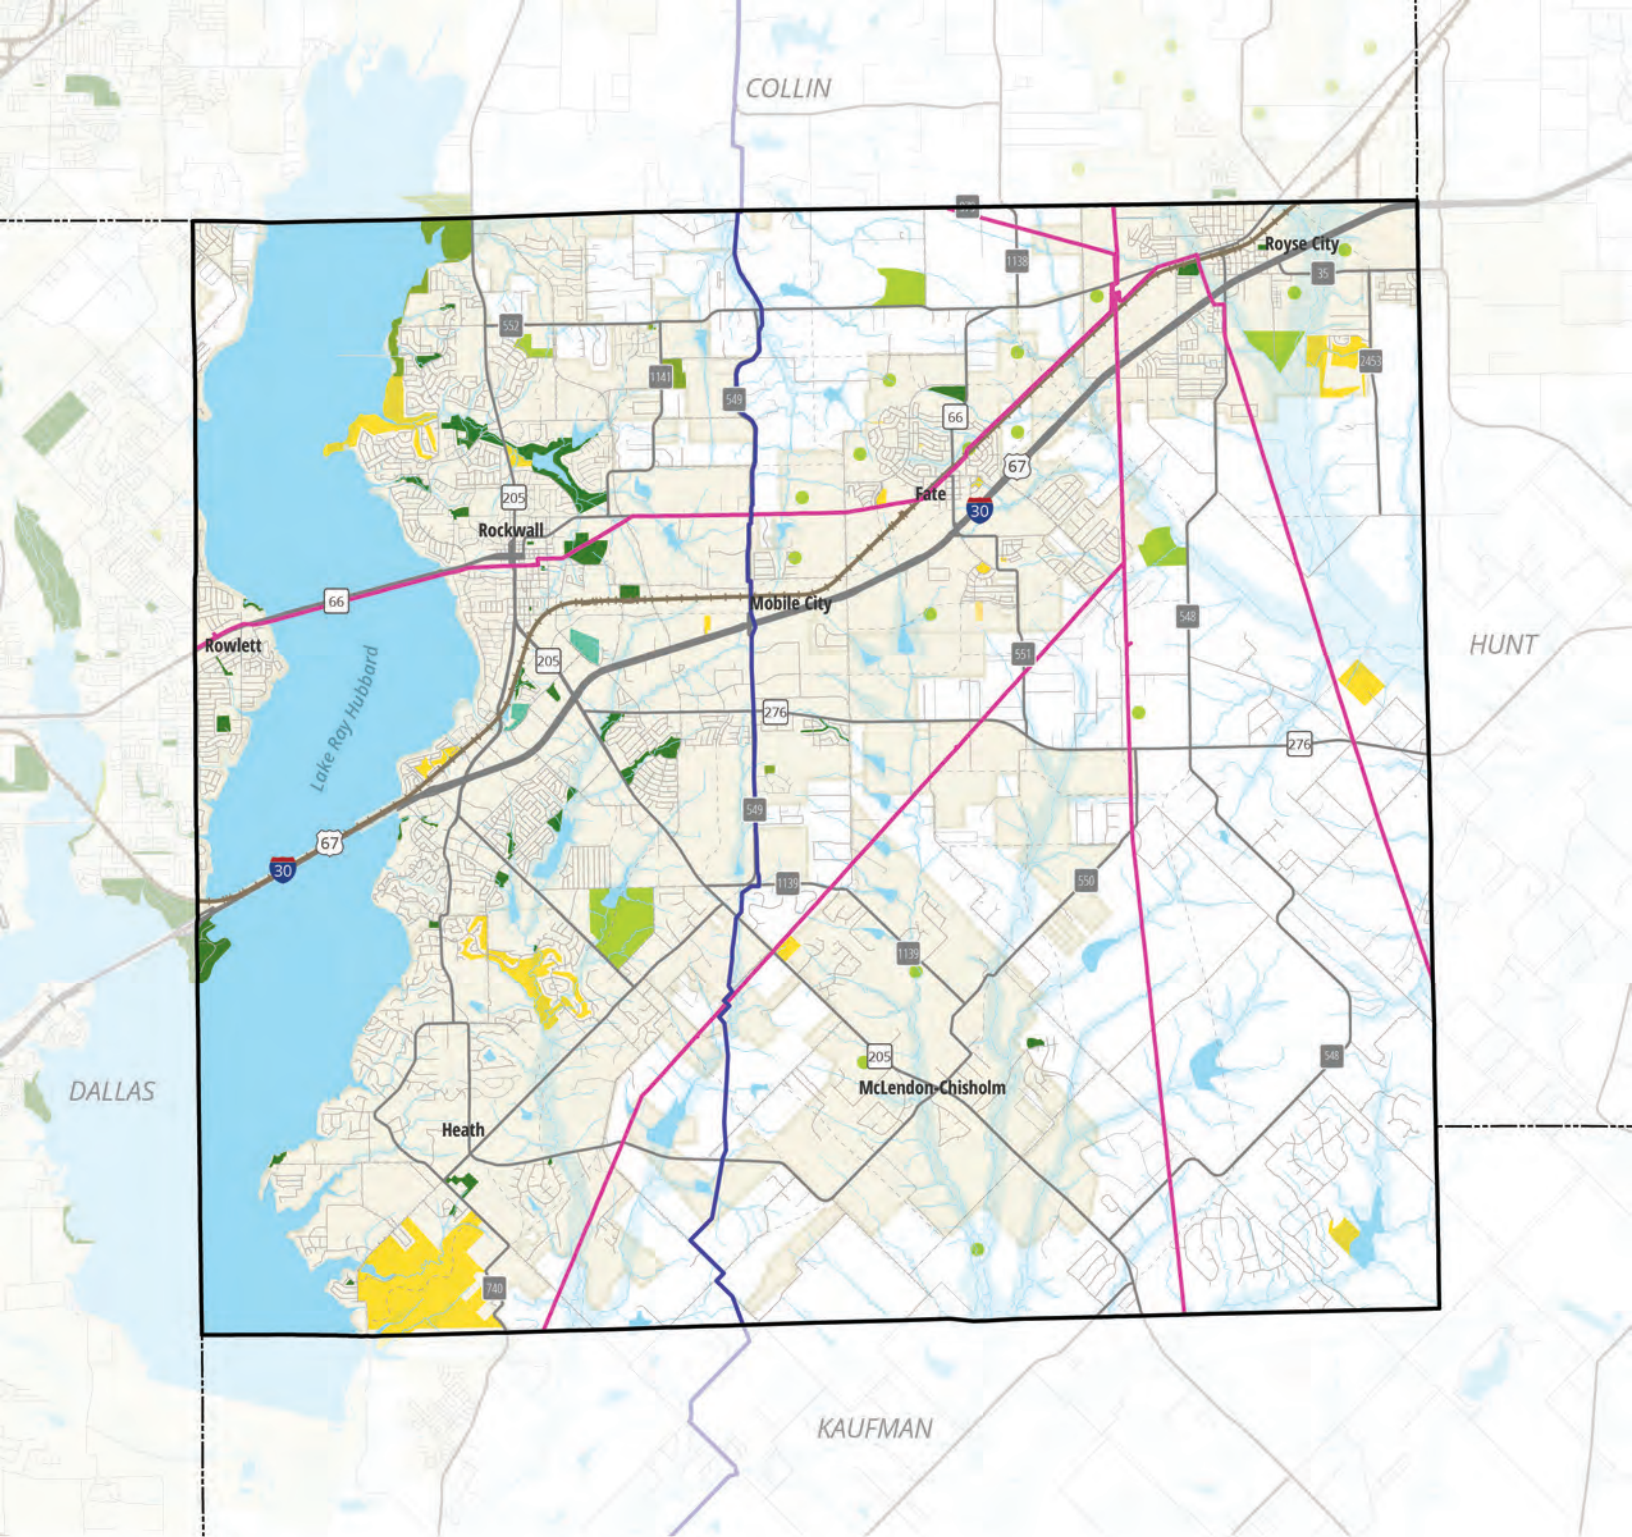 COLLIN
Royse City
1138
35
552
2453
1141
549
66
67
205
Fate
30
Rockwall
66
Mobile City
548
Rowlett
HUNT
205
551
Lake Ray Hubbard
276
276
549
67
30
1139
550
1139
205
548
McLendon-Chisholm
DALLAS
Heath
740
KAUFMAN